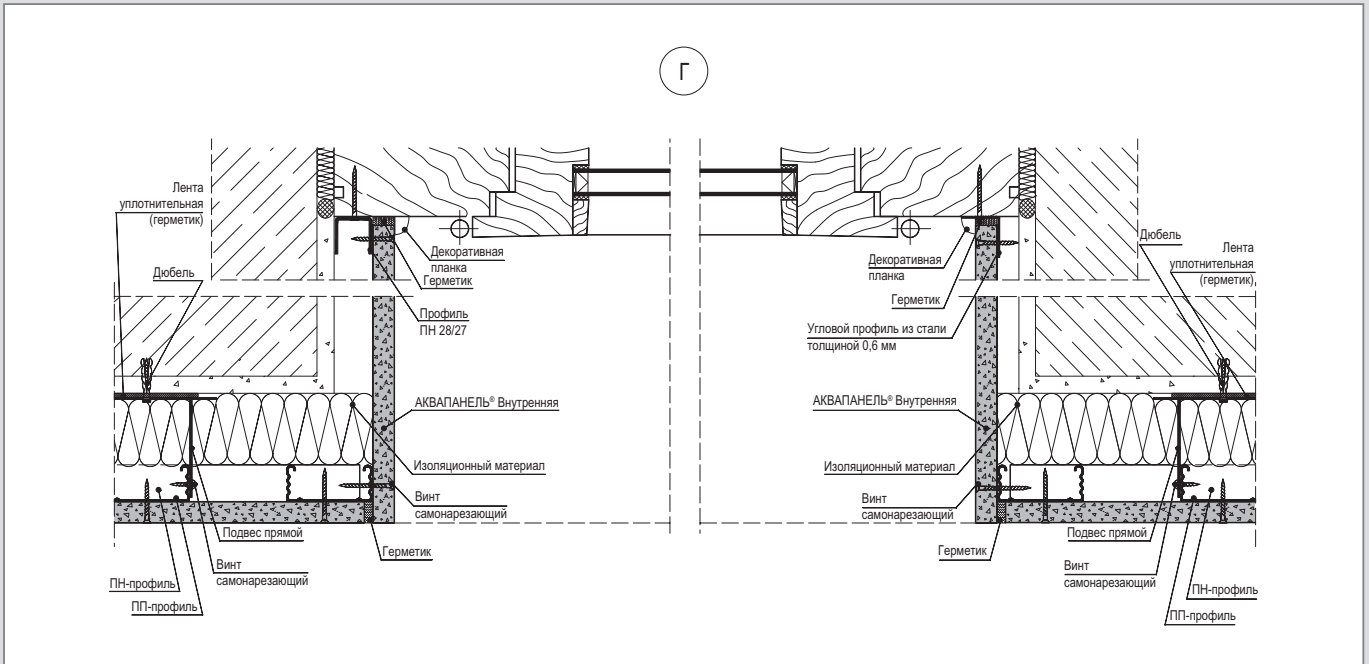 Г
Лента
уплотнительная
(герметик)
Дюбель
Декоративная
планка
Герметик
Профиль
ПН 28/27
АКВАПАНЕЛЬ® Внутренняя
Изоляционный материал
Винт
самонарезающий
Подвес прямой
Герметик
Винт
самонарезающий
ПН-профиль
ПП-профиль
Дюбель
Лента
уплотнительная
(герметик)
Декоративная
планка
Герметик
Угловой профиль из стали
толщиной 0,6 мм
АКВАПАНЕЛЬ® Внутренняя
Изоляционный материал
Винт
самонарезающий
Подвес прямой
Герметик
Винт
самонарезающий
ПН-профиль
ПП-профиль